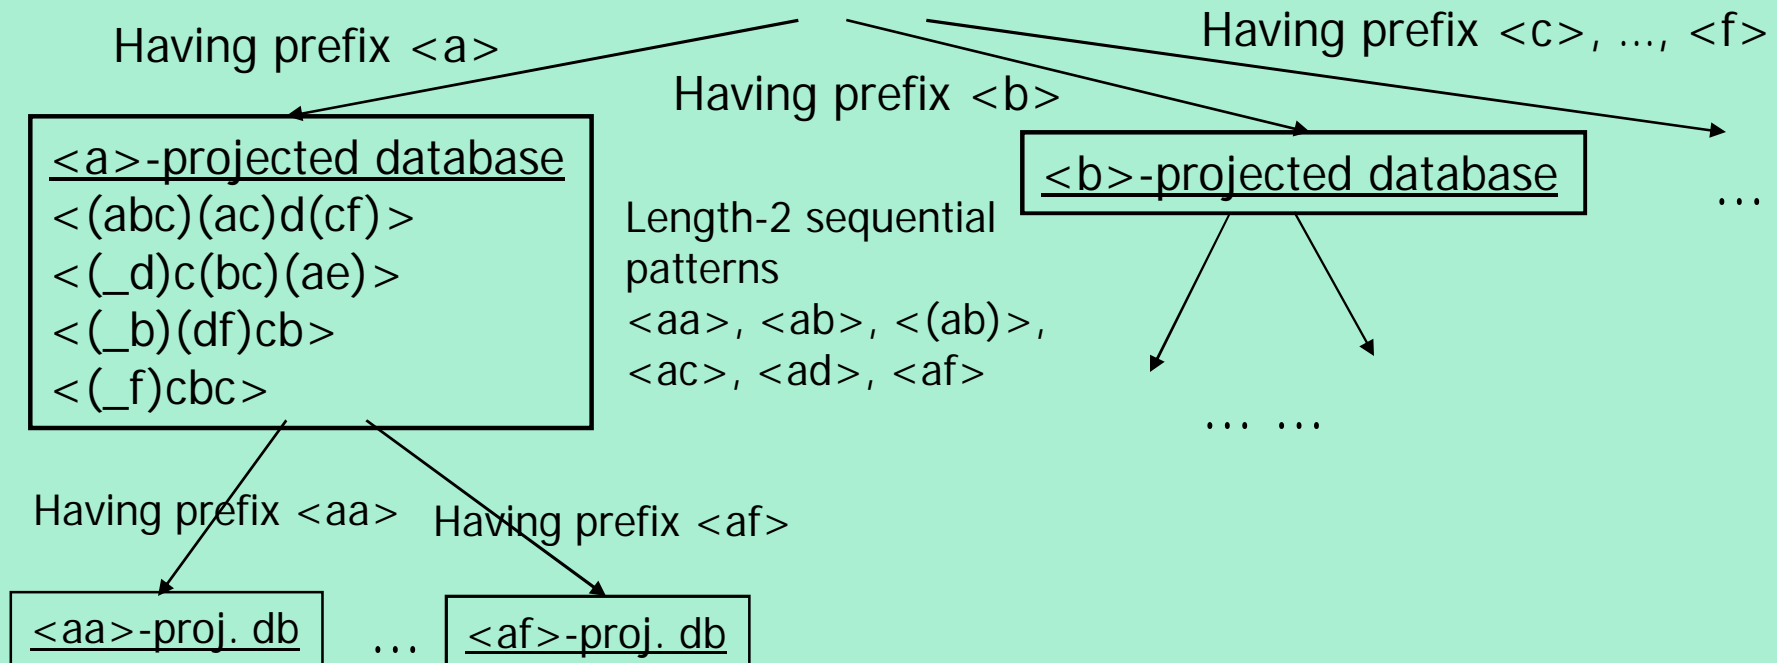 Having prefix <a>
Having prefix <c>, ..., <f>
Having prefix <b>
<a>-projected database
<(abc)(ac)d(cf)>
<(_d)c(bc)(ae)>
<(_b)(df)cb>
<(_f)cbc>
Length-2 sequential
patterns
<aa>, <ab>, <(ab)>,
<ac>, <ad>, <af>
<b>-projected database
...
... ...
Having prefix <aa>
Having prefix <af>
<aa>-proj. db
...
<af>-proj. db